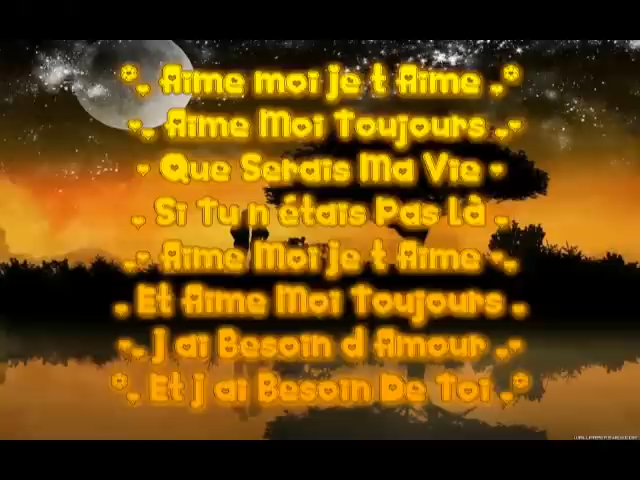 *. Aime moi je t Aime .*
•. Aime Moi Toujours .•
• Que Serais Ma Vie •
. Si Tu n étais Pas Là .
.• Aime Moi je t Aime •.
. Et Aime Moi Toujours .
•. J ai Besoin d Amour .•
*. Et j ai Besoin De Toi .*